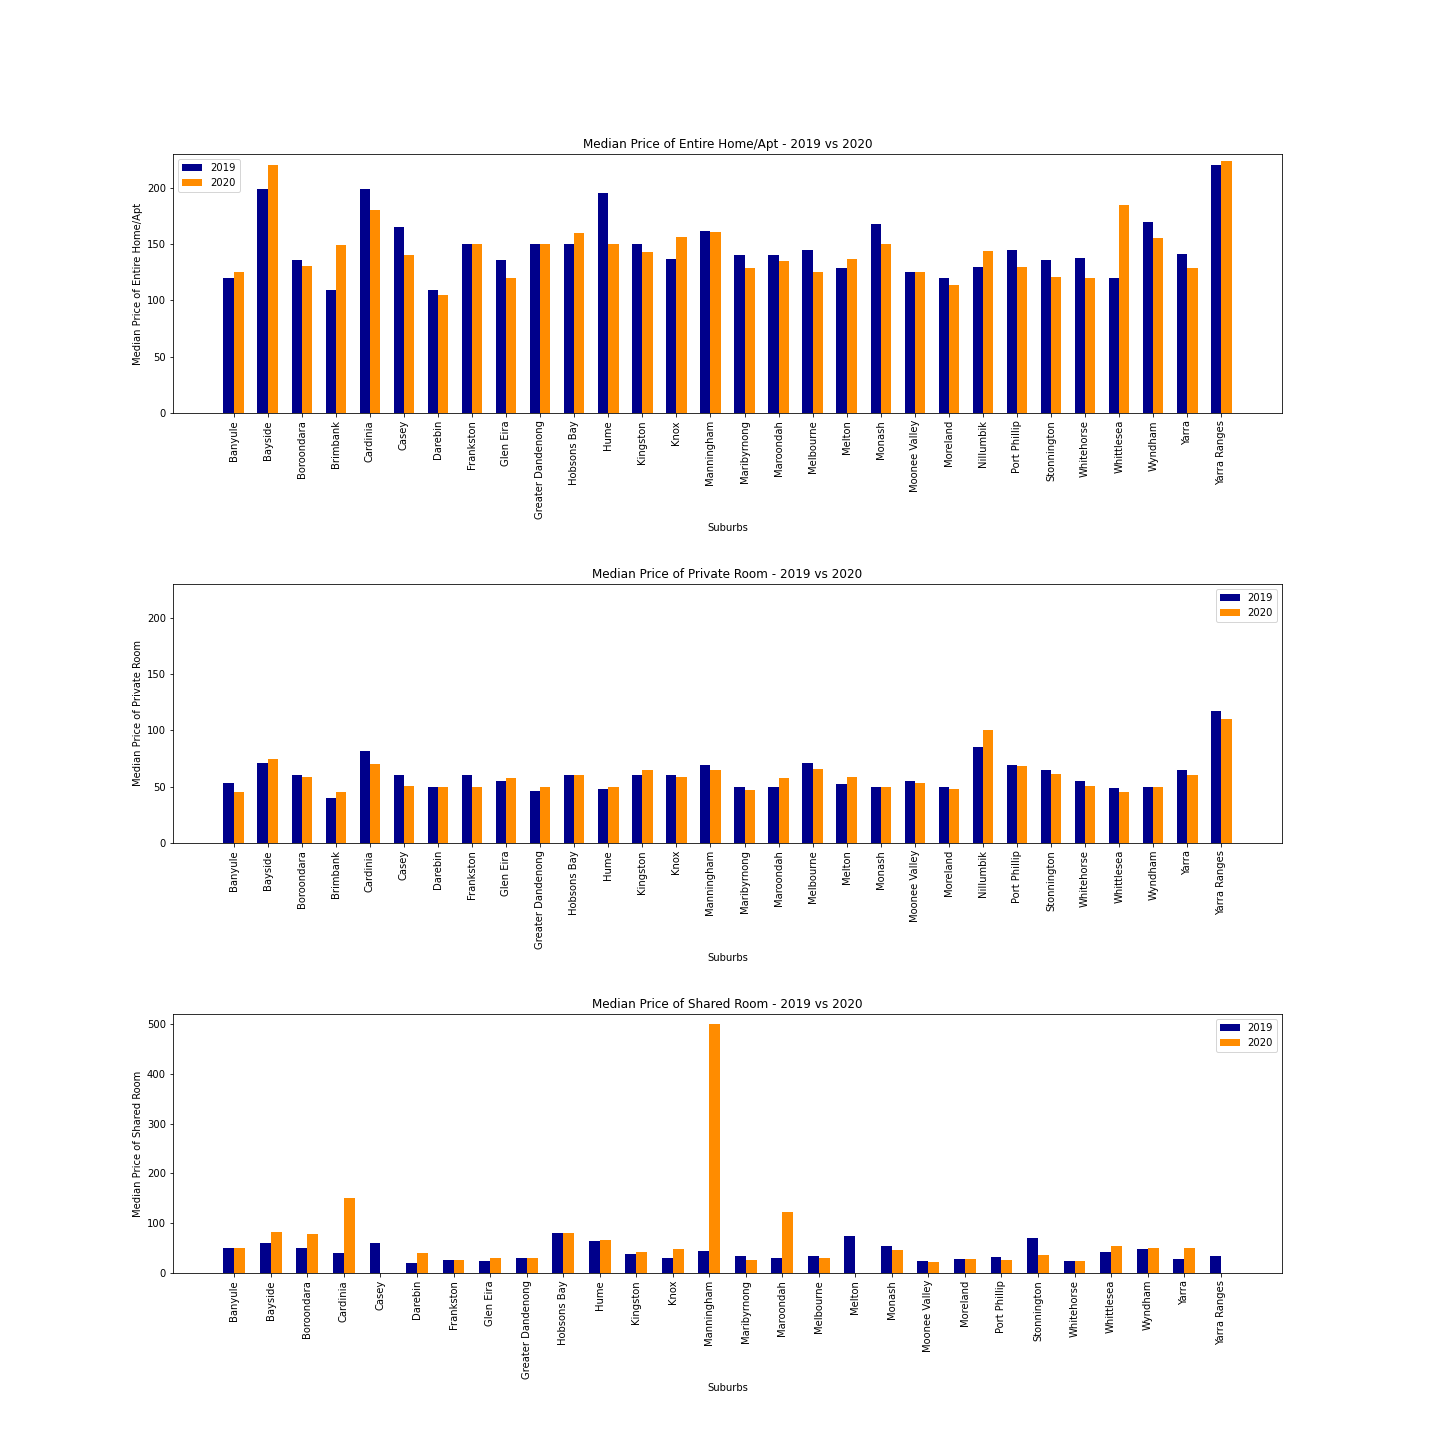 Median Price of Entire Home/Apt - 2019 vs 2020
2019
2020
Median Price of Entire Home/Apt
200
150
100
50
0
Banyule
Bayside
Boroondara
Brimbank
Cardinia
Casey
Darebin
Frankston
Glen Eira
Greater Dandenong
Hobsons Bay
Hume
Kingston
Knox
Manningham
Maribyrnong
Maroondah
Melbourne
Melton
Monash
Moonee Valley
Moreland
Nillumbik
Port Phillip
Stonnington
Whitehorse
Whittlesea
Wyndham
Yarra
Yarra Ranges
Suburbs
Median Price of Private Room - 2019 vs 2020
2019
2020
Median Price of Private Room
200
150
100
50
0
Banyule
Bayside
Boroondara
Brimbank
Cardinia
Casey
Darebin
Frankston
Glen Eira
Greater Dandenong
Hobsons Bay
Hume
Kingston
Knox
Manningham
Maribyrnong
Maroondah
Melbourne
Melton
Monash
Moonee Valley
Moreland
Nillumbik
Port Phillip
Stonnington
Whitehorse
Whittlesea
Wyndham
Yarra
Yarra Ranges
Suburbs
Median Price of Shared Room - 2019 vs 2020
2019
2020
Median Price of Shared Room
500
400
300
200
100
0
Banyule
Bayside
Boroondara
Cardinia
Casey
Darebin
Frankston
Glen Eira
Greater Dandenong
Hobsons Bay
Hume
Kingston
Knox
Manningham
Maribyrnong
Maroondah
Melbourne
Melton
Monash
Moonee Valley
Moreland
Port Phillip
Stonnington
Whitehorse
Whittlesea
Wyndham
Yarra
Yarra Ranges
Suburbs